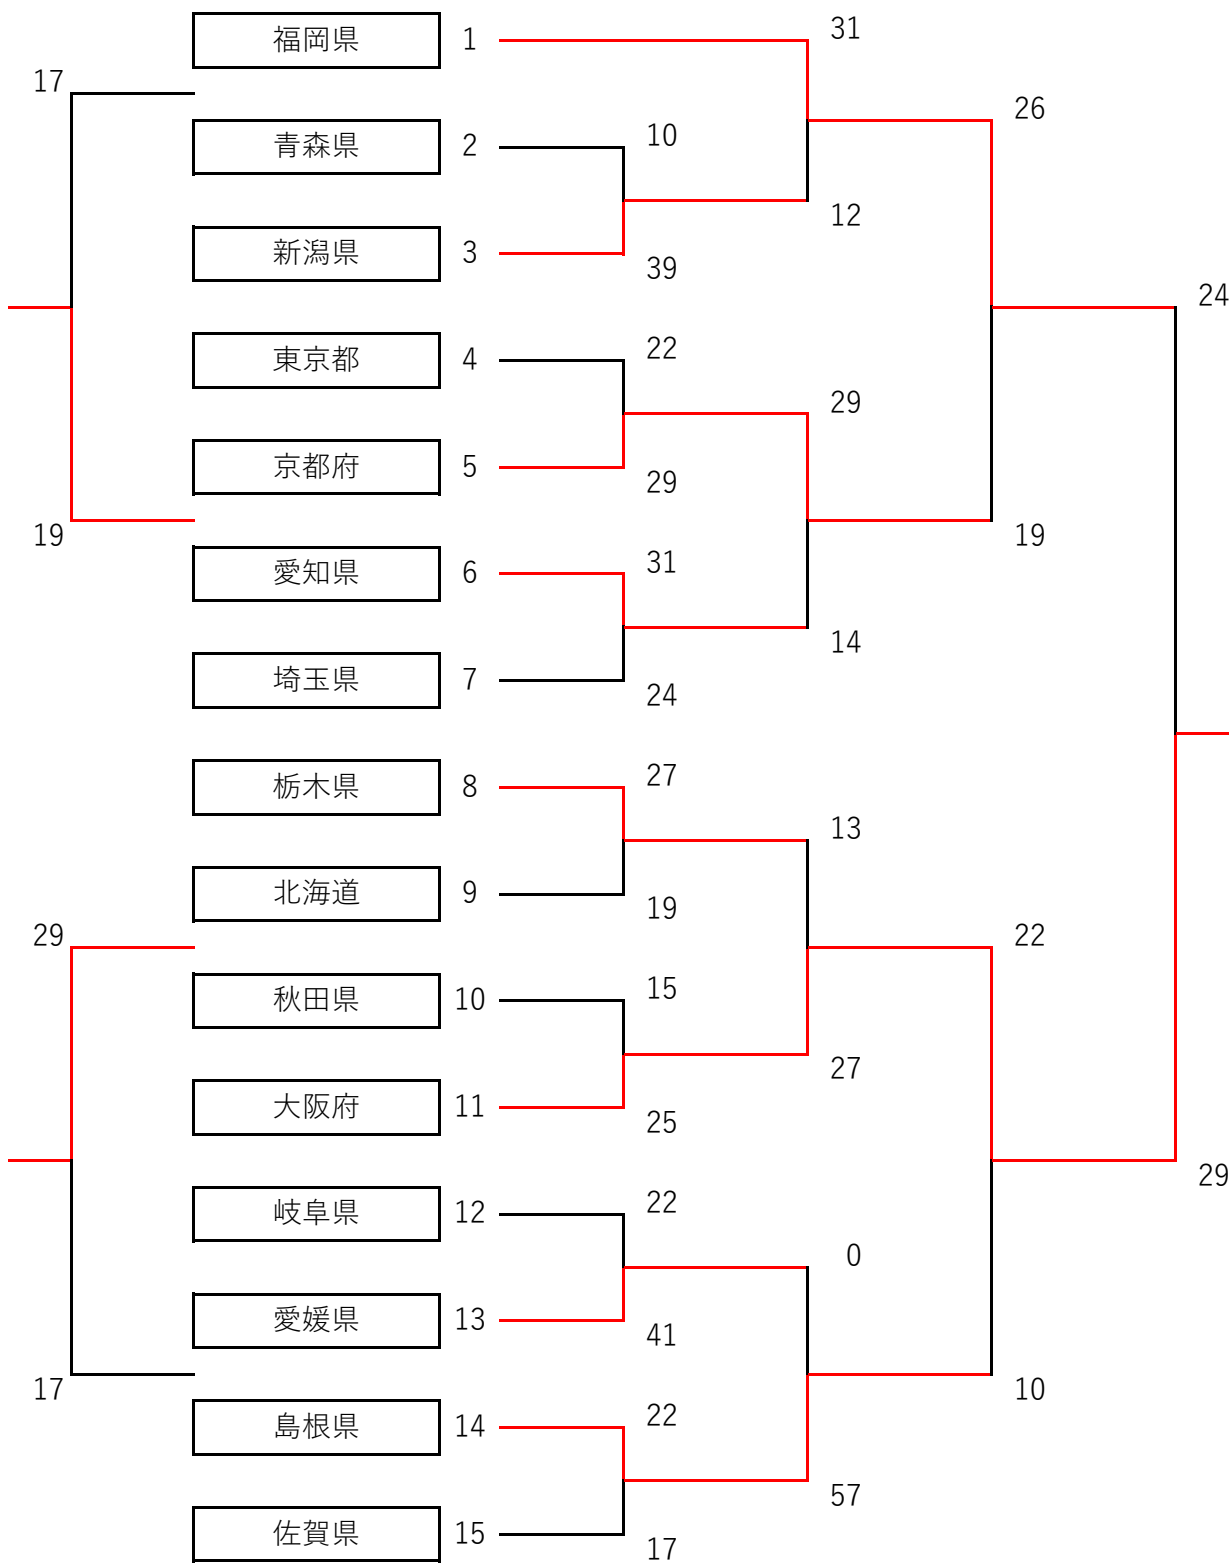 福岡県 1 31
17
26
青森県 2 10
12
新潟県 3
39
24
東京都 4 22
29
京都府 5
29
19 19
愛知県 6 31
14
埼玉県 7
24
栃木県 8 27
13
北海道 9
19
29 22
秋田県 10 15
27
大阪府 11
25
29
岐阜県 12 22
0
愛媛県 13
41
17 10
島根県 14 22
57
佐賀県 15
17